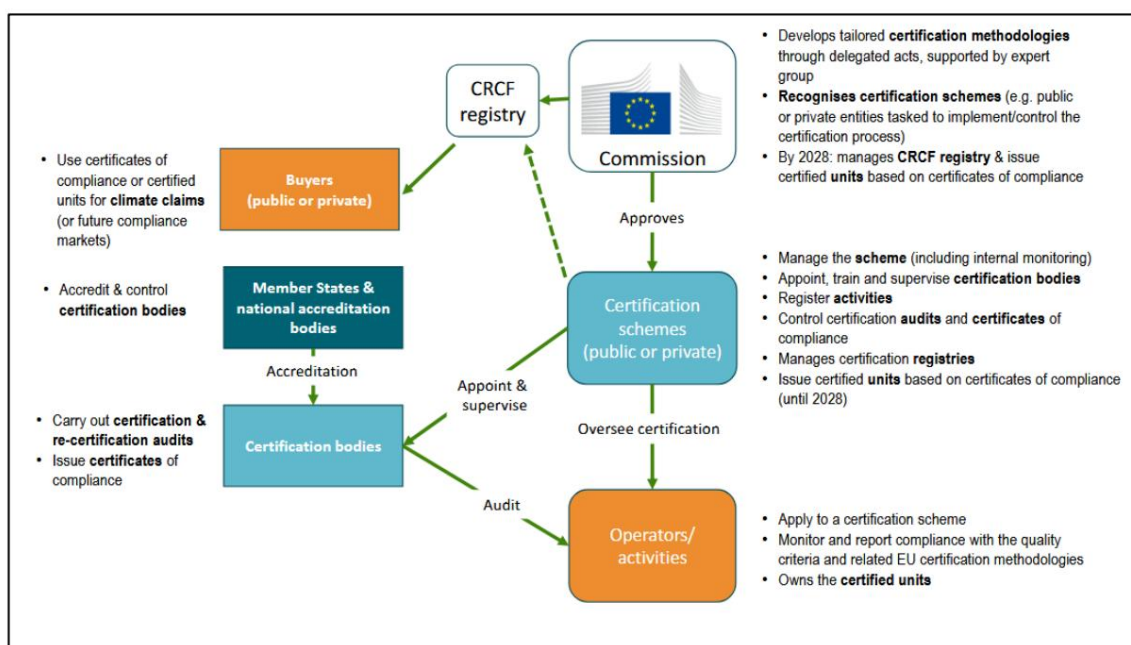 • Develops tailored certification methodologies
through delegated acts, supported by expert
group
• Recognises certification schemes (e.g. public
or private entities tasked to implement/control the
certification process)
• By 2028: manages CRCF registry & issue
certified units based on certificates of compliance
CRCF
registry
Commission
• Use certificates of
compliance or certified
units for climate claims
(or future compliance
markets)
Buyers
(public or private)
Approves
• Accredit & control
certification bodies
Member States &
national accreditation
bodies
Certification
schemes
(public or private)
• Manage the scheme (including internal monitoring)
• Appoint, train and supervise certification bodies
• Register activities
• Control certification audits and certificates of
compliance
• Manages certification registries
• Issue certified units based on certificates of compliance
(until 2028)
Accreditation
Appoint &
supervise
• Carry out certification &
re-certification audits
• Issue certificates of
compliance
Certification bodies
Oversee certification
Audit
Operators/
activities
• Apply to a certification scheme
• Monitor and report compliance with the quality
criteria and related EU certification methodologies
• Owns the certified units